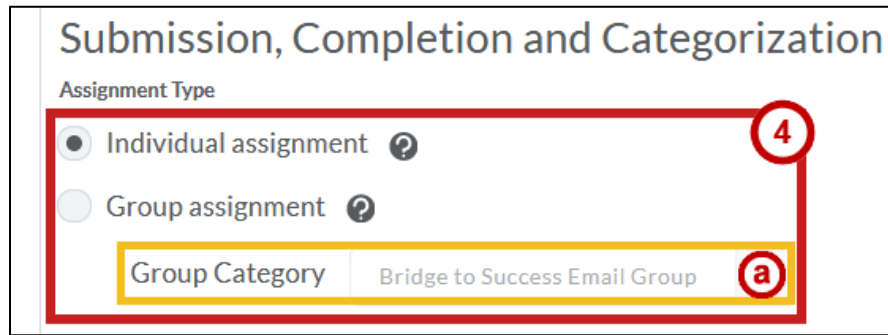 Submission, Completion and Categorization
Assignment Type
4
Individual assignment ?
Group assignment ?
Group Category Bridge to Success Email Group a